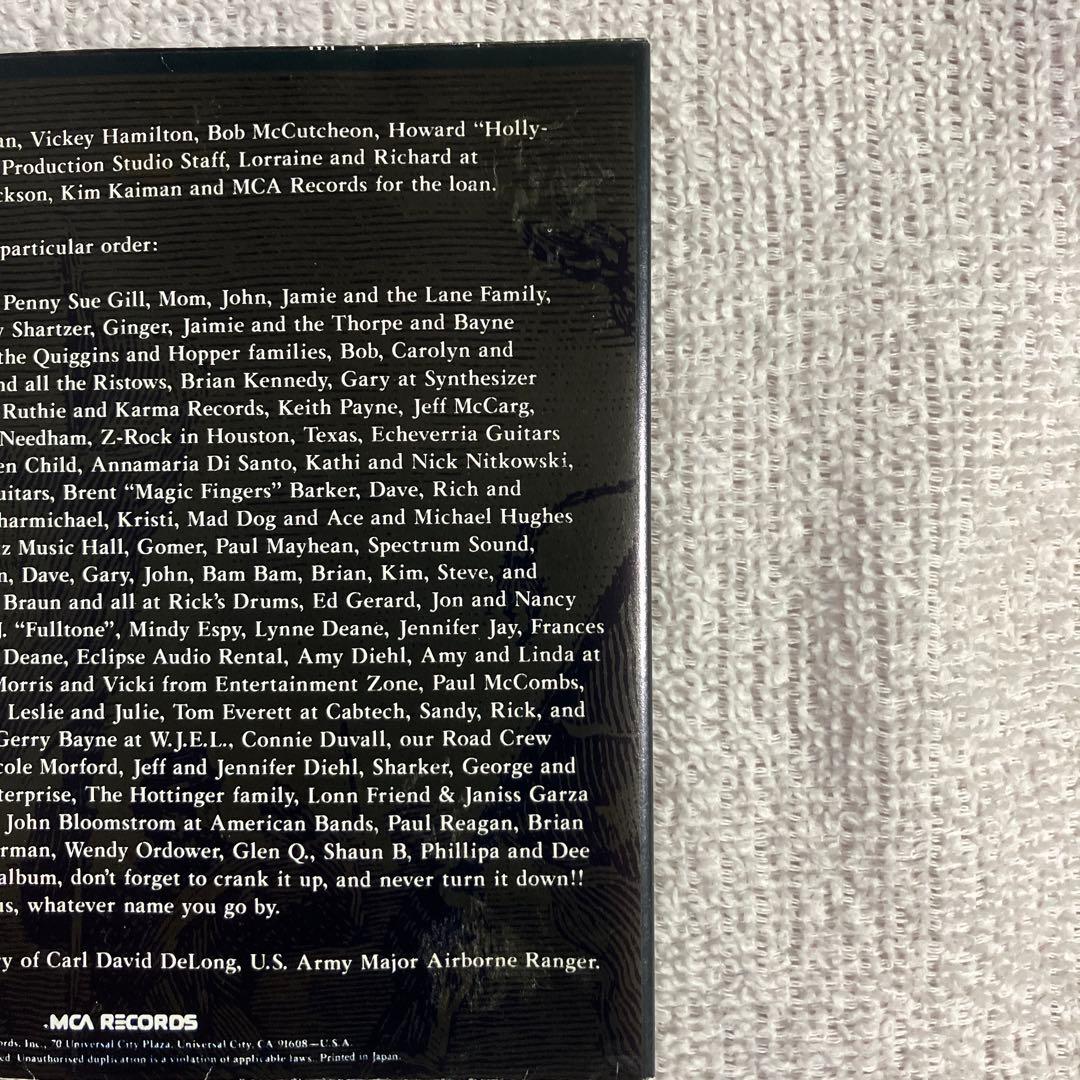 Vickey Hamilton, Bob McCutcheon, Howard “Holly-
Production Studio Staff, Lorraine and Richard at
ckson, Kim Kaiman and MCA Records for the loan.
particular order:
Penny Sue Gill, Mom, John, Jamie and the Lane Family,
y Shartzer, Ginger, Jaimie and the Thorpe and Bayne
the Quiggins and Hopper families, Bob, Carolyn and
nd all the Ristows, Brian Kennedy, Gary at Synthesizer
Ruthie and Karma Records, Keith Payne, Jeff McCarg,
Needham, Z-Rock in Houston, Texas, Echeverria Guitars
en Child, Annamaria Di Santo, Kathi and Nick Nitkowski,
uitars, Brent “Magic Fingers” Barker, Dave, Rich and
harmichael, Kristi, Mad Dog and Ace and Michael Hughes
z Music Hall, Gomer, Paul Mayhean, Spectrum Sound,
n, Dave, Gary, John, Bam Bam, Brian, Kim, Steve, and
Braun and all at Rick's Drums, Ed Gerard, Jon and Nancy
J. “Fulltone”, Mindy Espy, Lynne Deane, Jennifer Jay, Frances
Deane, Eclipse Audio Rental, Amy Diehl, Amy and Linda at
Morris and Vicki from Entertainment Zone, Paul McCombs,
Leslie and Julie, Tom Everett at Cabtech, Sandy, Rick, and
Gerry Bayne at W.J.E.L., Connie Duvall, our Road Crew
cole Morford, Jeff and Jennifer Diehl, Sharker, George and
terprise, The Hottinger family, Lonn Friend & Janiss Garza
John Bloomstrom at American Bands, Paul Reagan, Brian
rman, Wendy Ordower, Glen Q., Shaun B, Phillipa and Dee
album, don't forget to crank it up, and never turn it down!!
us, whatever name you go by.
y of Carl David DeLong, U.S. Army Major Airborne Ranger.
MCA RECORDS
ords, Inc., 70 Universal City Plaza, Universal City, CA 91608—U.S.A.
ed. Unauthorised duplication is a violation of applicable laws. Printed in Japan.